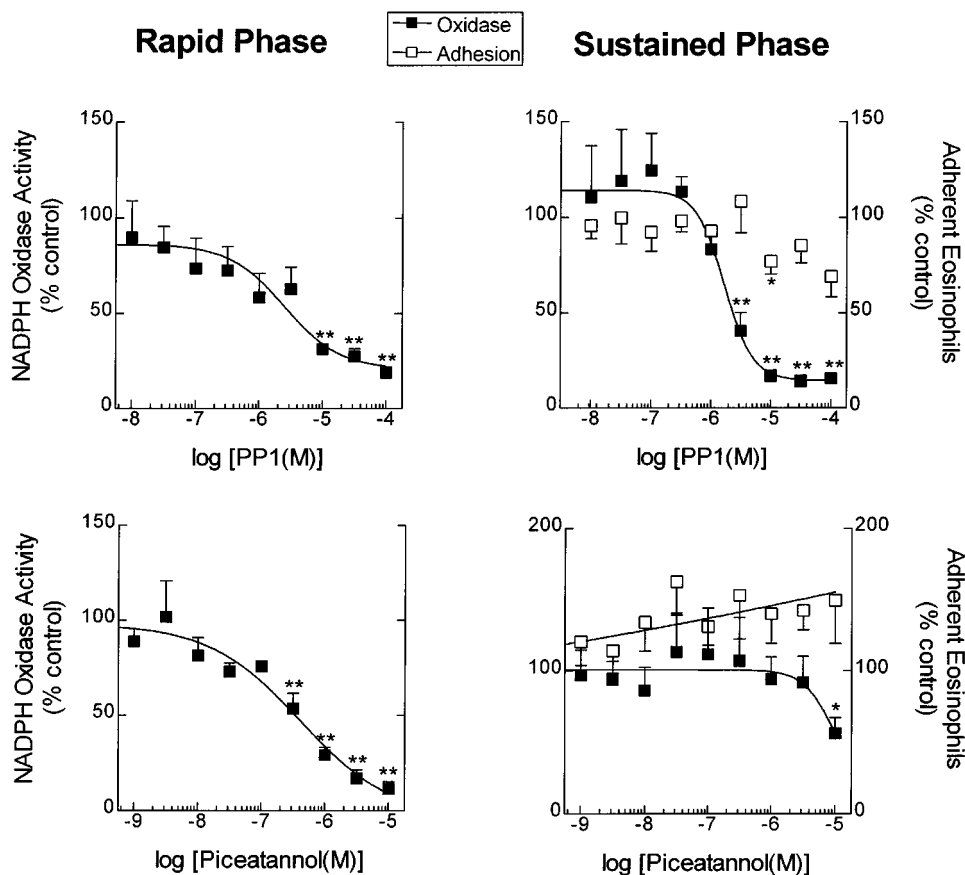 Rapid Phase
Oxidase
Adhesion
Sustained Phase
NADPH Oxidase Activity
(% control)
150
100
50
0
-8 -7 -6 -5 -4
** ** **
log [PP1(M)]
150
100
50
0
-8 -7 -6 -5 -4
** * ** ** **
log [PP1(M)]
150
100
50
0
Adherent Eosinophils
(% control)
NADPH Oxidase Activity
(% control)
150
100
50
0
-9 -8 -7 -6 -5
** ** ** **
log [Piceatannol(M)]
200
100
0
-9 -8 -7 -6 -5
*
log [Piceatannol(M)]
200
100
0
Adherent Eosinophils
(% control)